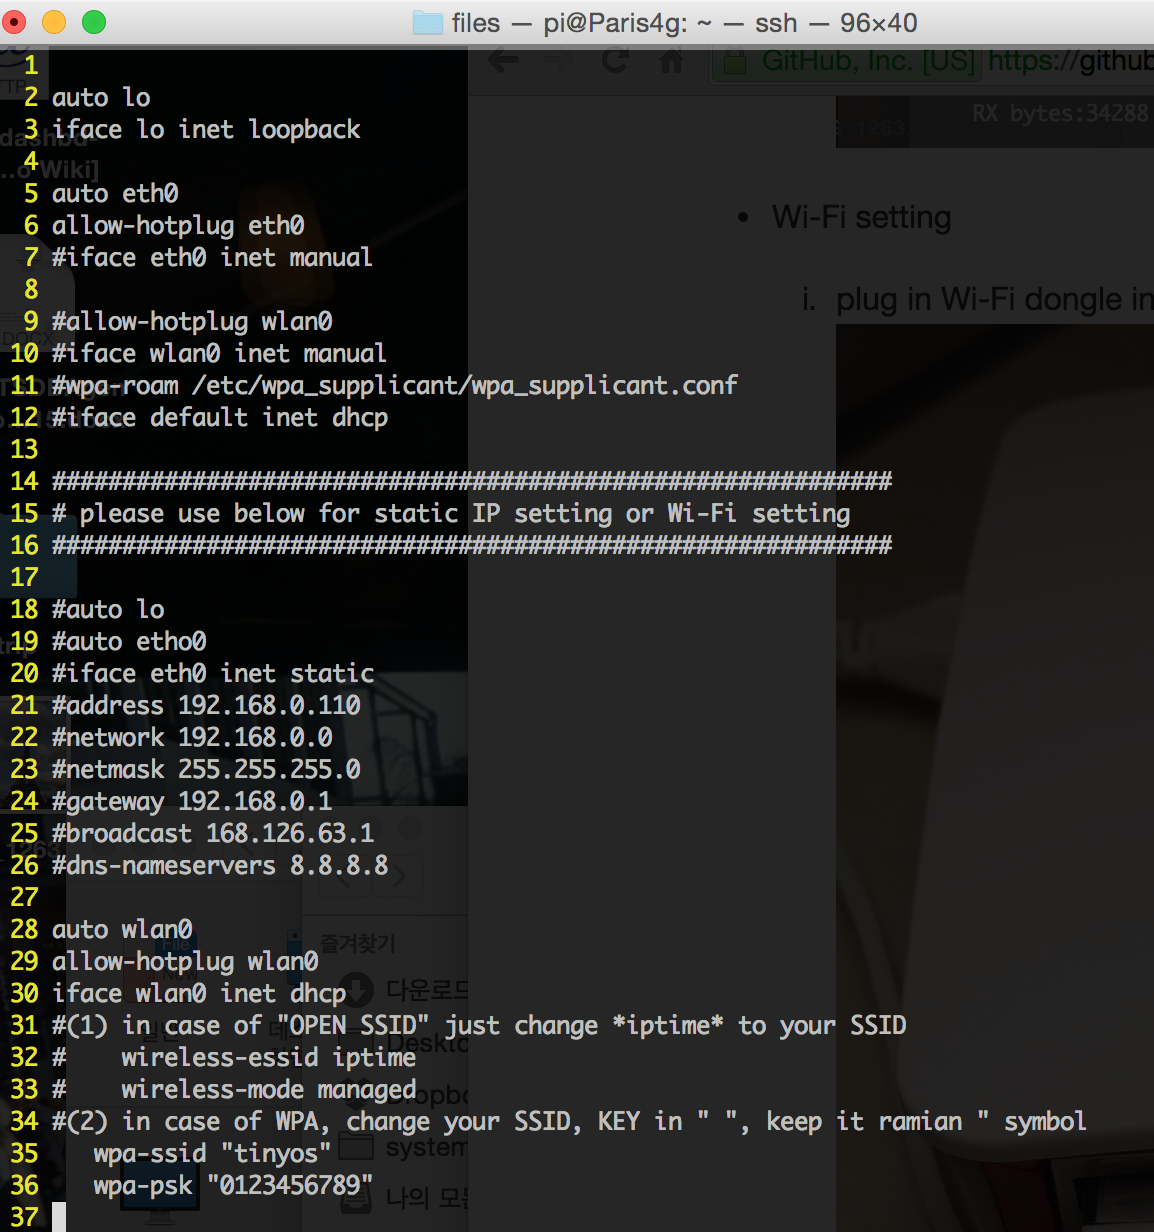 files — pi@Paris4g: ~ — ssh — 96×40
GitHub, Inc. [US] https://github
RX bytes:34288
1263.
Wi-Fi setting
i. plug in Wi-Fi dongle in
1
2 auto lo
3 iface lo inet loopback
4
5 auto eth0
6 allow-hotplug eth0
7 #iface eth0 inet manual
8
9 #allow-hotplug wlan0
10 #iface wlan0 inet manual
11 #wpa-roam /etc/wpa_supplicant/wpa_supplicant.conf
12 #iface default inet dhcp
13
14 ############################################################
15 # please use below for static IP setting or Wi-Fi setting
16 ############################################################
17
18 #auto lo
19 #auto etho0
20 #iface eth0 inet static
21 #address 192.168.0.110
22 #network 192.168.0.0
23 #netmask 255.255.255.0
24 #gateway 192.168.0.1
25 #broadcast 168.126.63.1
26 #dns-nameservers 8.8.8.8
27
28 auto wlan0
29 allow-hotplug wlan0
30 iface wlan0 inet dhcp
31 #(1) in case of "OPEN SSID" just change *iptime* to your SSID
32 #    wireless-essid iptime
33 #    wireless-mode managed
34 #(2) in case of WPA, change your SSID, KEY in " ", keep it ramian " symbol
35    wpa-ssid "tinyos"
36    wpa-psk "0123456789"
37
즐겨찾기
다운로드
Deskto
Dropbo
system
나의 모든